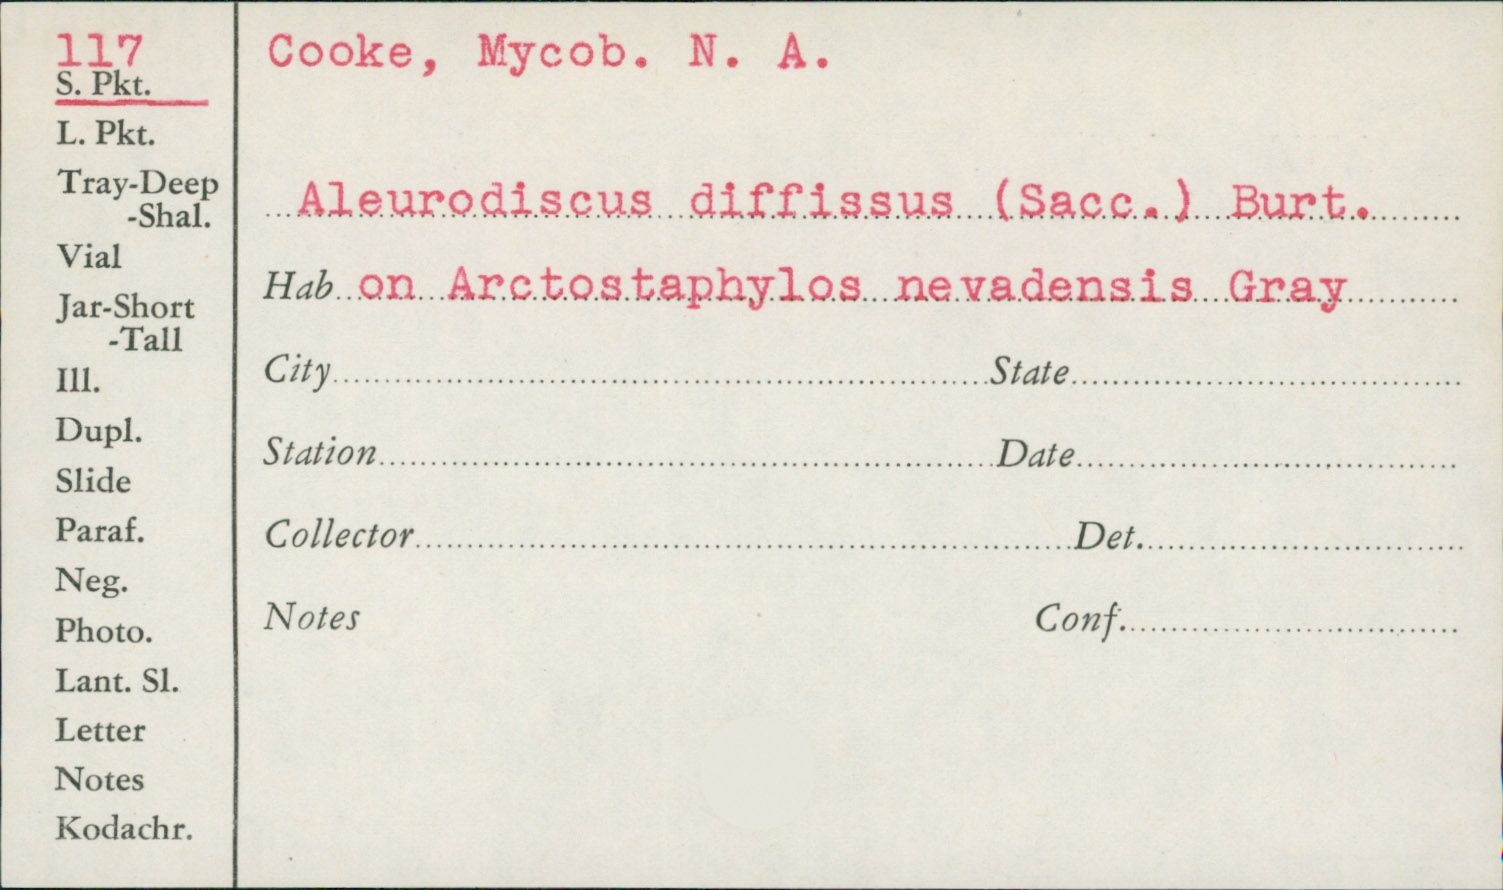 117
S. Pkt.
L. Pkt.
Tray-Deep
-Shal.
Vial
Jar-Short
-Tall
Ill.
Dupl.
Slide
Paraf.
Neg.
Photo.
Lant. Sl.
Letter
Notes
Kodachr.
Cooke, Mycob. N. A.
Aleurodiscus diffissus (Sacc.) Burt.
Hab on Arctostaphylos nevadensis Gray
City State
Station Date
Collector Det.
Notes Conf.